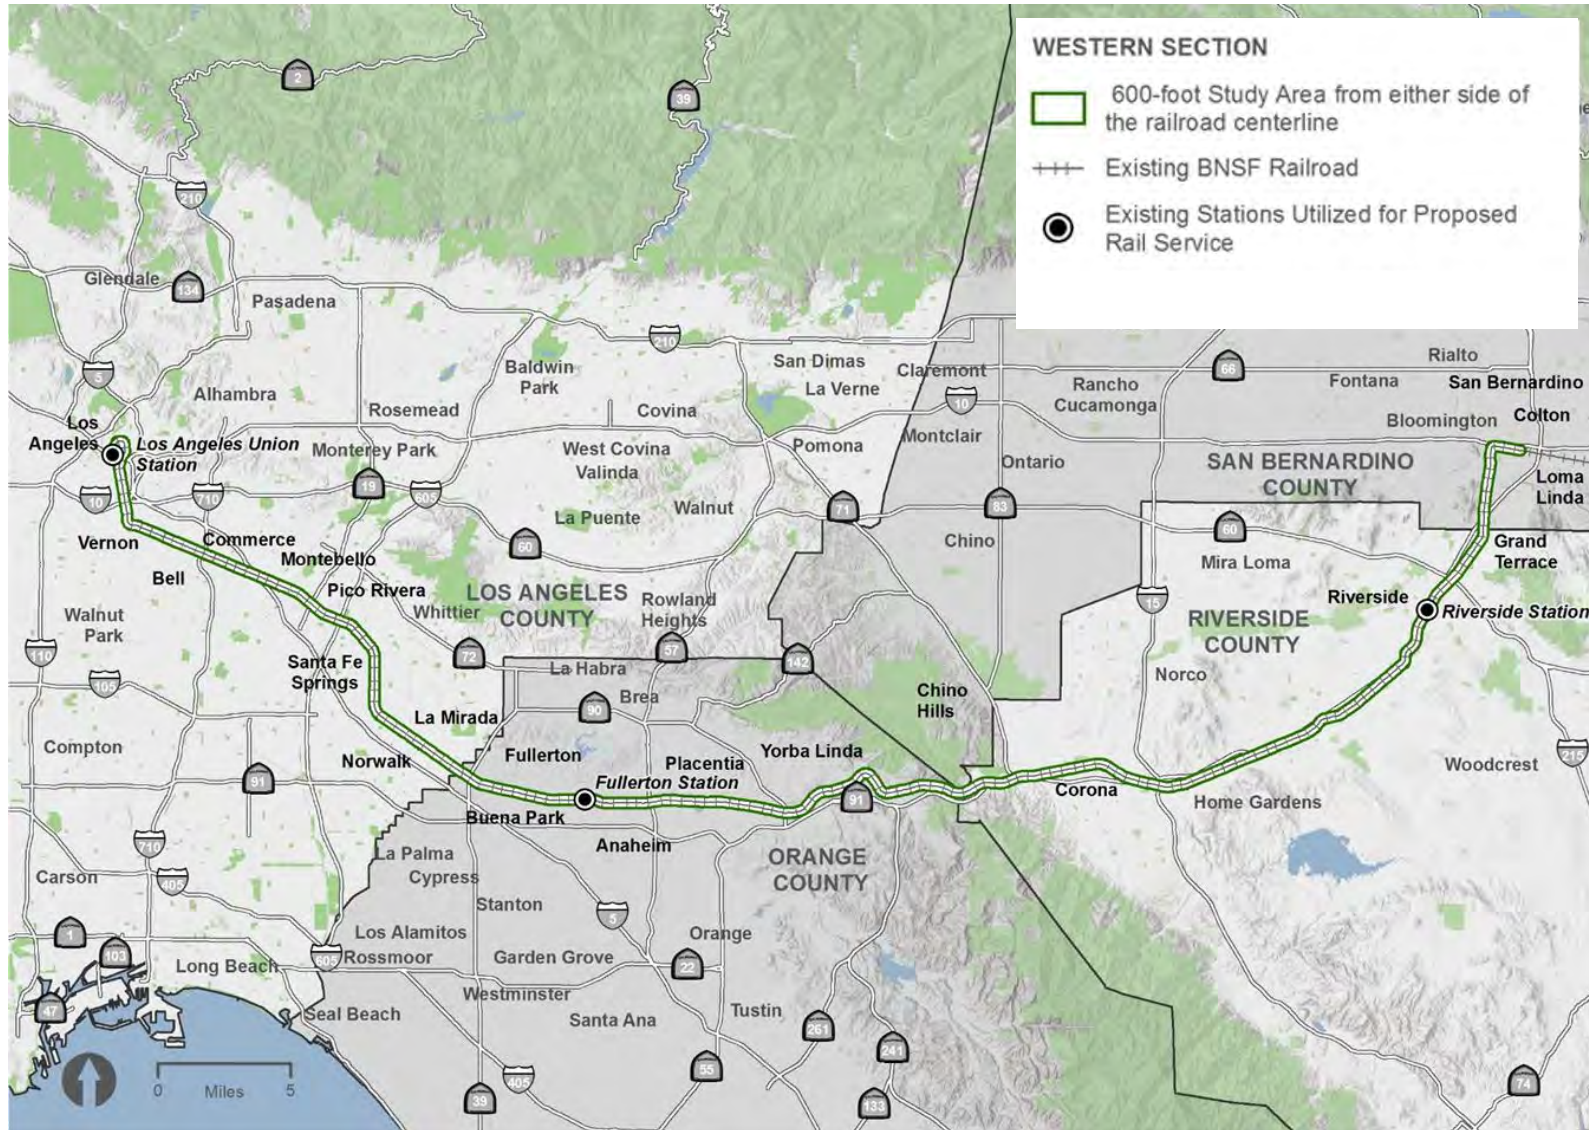 WESTERN SECTION
600-foot Study Area from either side of
the railroad centerline
Existing BNSF Railroad
Existing Stations Utilized for Proposed
Rail Service
2
39
210
Glendale
134
Pasadena
210
5
Baldwin
Park
San Dimas
La Verne
Claremont
66
Rialto
Fontana
San Bernardino
Rancho
Cucamonga
10
Alhambra
Rosemead
Covina
Bloomington
Colton
Los
Angeles
Los Angeles Union
Station
Monterey Park
West Covina
Valinda
Pomona
Montclair
Ontario
SAN BERNARDINO
COUNTY
Loma
Linda
10
710
19
605
La Puente
Walnut
71
83
60
Vernon
Commerce
Montebello
60
Chino
Mira Loma
Grand
Terrace
Bell
Pico Rivera
Whittier
LOS ANGELES
COUNTY
Rowland
Heights
15
Riverside
Riverside Station
RIVERSIDE
COUNTY
Walnut
Park
110
105
Santa Fe
Springs
72
La Habra
57
142
Norco
Brea
90
Chino
Hills
La Mirada
Compton
Norwalk
Fullerton
Placentia
Yorba Linda
215
Woodcrest
91
Fullerton Station
91
Corona
Home Gardens
Buena Park
Anaheim
710
La Palma
Cypress
ORANGE
COUNTY
Carson
405
Stanton
5
1
103
Los Alamitos
Rossmoor
605
Garden Grove
Orange
22
Long Beach
Westminster
47
Seal Beach
Santa Ana
Tustin
261
241
55
405
39
133
74
0
Miles
5